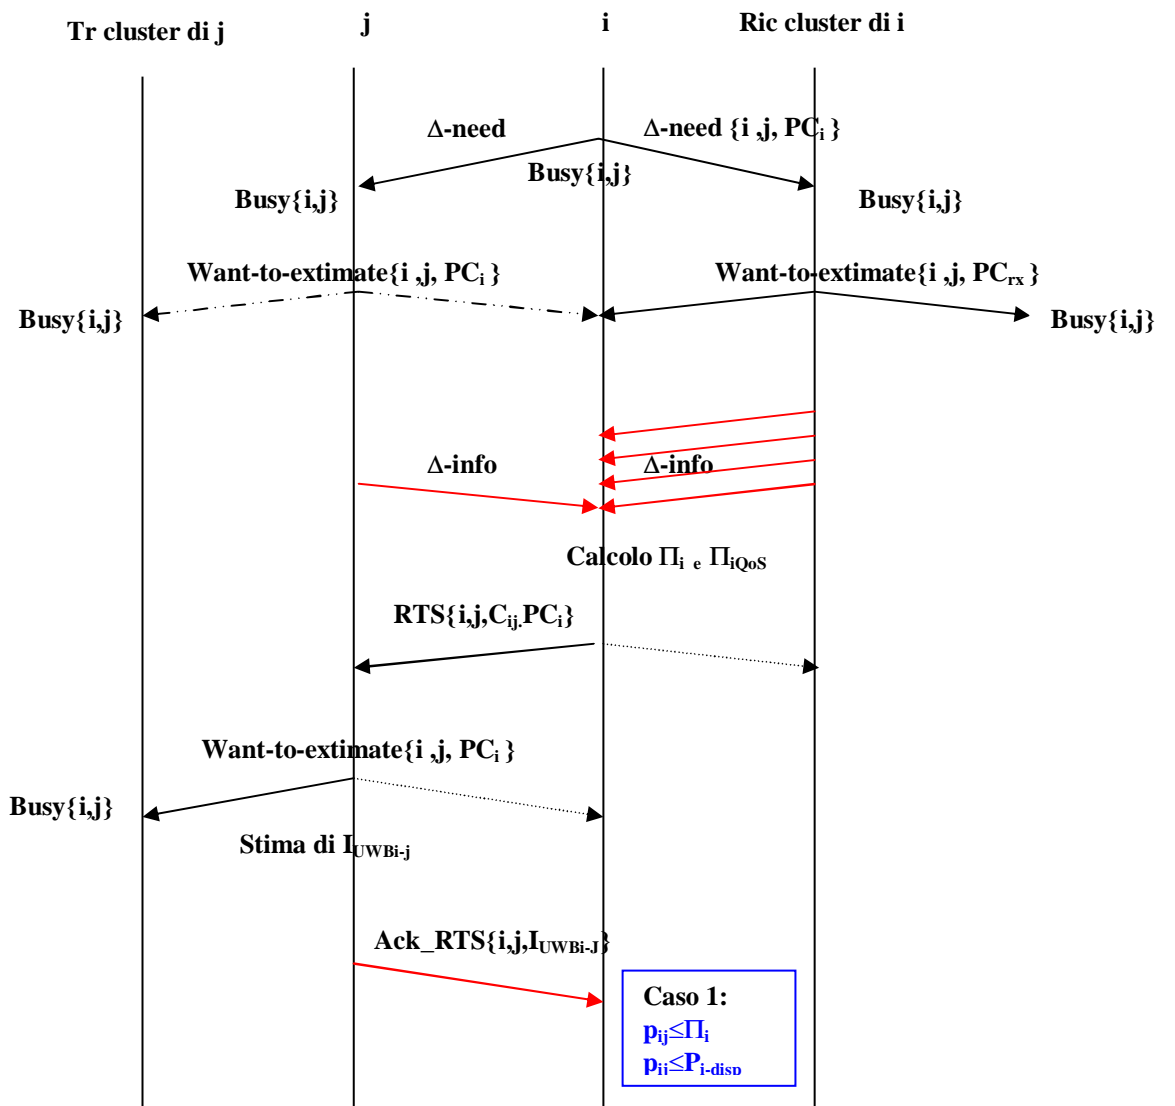 Tr cluster di j
j
i
Ric cluster di i
Δ-need
Δ-need {i ,j, PCi }
Busy{i,j}
Busy{i,j}
Busy{i,j}
Want-to-extimate{i ,j, PCi }
Want-to-extimate{i ,j, PCrx }
Busy{i,j}
Busy{i,j}
Δ-info
Δ-info
Calcolo Πi e ΠiQoS
RTS{i,j,Cij.PCi}
Want-to-extimate{i ,j, PCi }
Busy{i,j}
Stima di IUWBi-j
Ack_RTS{i,j,IUWBi-J}
Caso 1:
pij≤Πi
pij≤Pi-disp